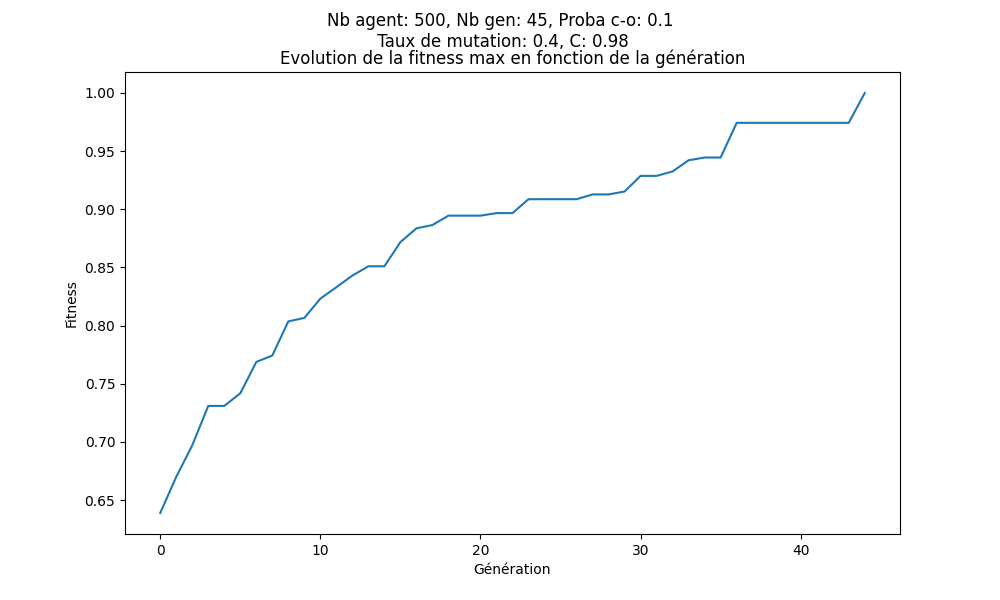 Nb agent: 500, Nb gen: 45, Proba c-o: 0.1
Taux de mutation: 0.4, C: 0.98
Evolution de la fitness max en fonction de la génération
1.00
0.95
0.90
0.85
0.80
0.75
0.70
0.65
Fitness
0
10
20
30
40
Génération